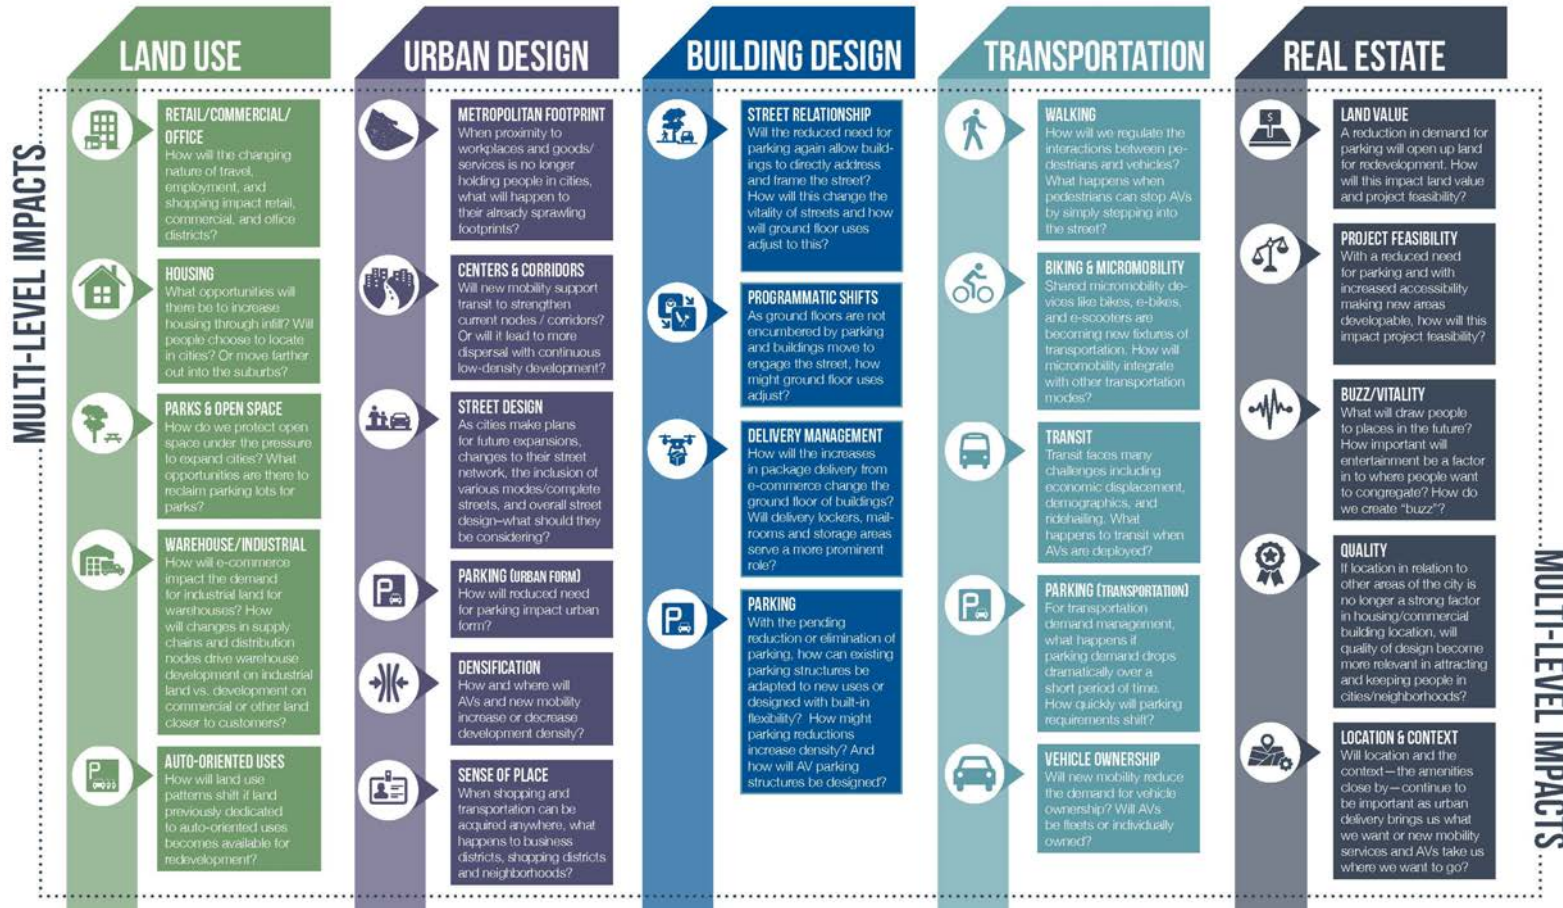 MULTI-LEVEL IMPACTS
LAND USE
RETAIL/COMMERCIAL/
OFFICE
How will the changing
nature of travel,
employment, and
shopping impact retail,
commercial, and office
districts?
HOUSING
What opportunities will
there be to increase
housing through infill? Will
people choose to locate
in cities? Or move farther
out into the suburbs?
PARKS & OPEN SPACE
How do we protect open
space under the pressure
to expand cities? What
opportunities are there to
reclaim parking lots for
parks?
WAREHOUSE/INDUSTRIAL
How will e-commerce
impact the demand
for industrial land for
warehouses? How
will changes in supply
chains and distribution
nodes drive warehouse
development on industrial
land vs. development on
commercial or other land
closer to customers?
P
AUTO-ORIENTED USES
How will land use
patterns shift if land
previously dedicated
to auto-oriented uses
becomes available for
redevelopment?
URBAN DESIGN
METROPOLITAN FOOTPRINT
When proximity to
workplaces and goods/
services is no longer
holding people in cities,
what will happen to
their already sprawling
footprints?
CENTERS & CORRIDORS
Will new mobility support
transit to strengthen
current nodes / corridors?
Or will it lead to more
dispersal with continuous
low-density development?
STREET DESIGN
As cities make plans
for future expansions,
changes to their street
network, the inclusion of
various modes/complete
streets, and overall street
design–what should they
be considering?
P
PARKING (URBAN FORM)
How will reduced need
for parking impact urban
form?
DENSIFICATION
How and where will
AVs and new mobility
increase or decrease
development density?
SENSE OF PLACE
When shopping and
transportation can be
acquired anywhere, what
happens to business
districts, shopping districts
and neighborhoods?
BUILDING DESIGN
STREET RELATIONSHIP
Will the reduced need for
parking again allow build-
ings to directly address
and frame the street?
How will this change the
vitality of streets and how
will ground floor uses
adjust to this?
PROGRAMMATIC SHIFTS
As ground floors are not
encumbered by parking
and buildings move to
engage the street, how
might ground floor uses
adjust?
DELIVERY MANAGEMENT
How will the increases
in package delivery from
e-commerce change the
ground floor of buildings?
Will delivery lockers, mail-
rooms and storage areas
serve a more prominent
role?
P
PARKING
With the pending
reduction or elimination of
parking, how can existing
parking structures be
adapted to new uses or
designed with built-in
flexibility? How might
parking reductions
increase density? And
how will AV parking
structures be designed?
TRANSPORTATION
WALKING
How will we regulate the
interactions between pe-
destrians and vehicles?
What happens when
pedestrians can stop AVs
by simply stepping into
the street?
BIKING & MICROMOBILITY
Shared micromobility de-
vices like bikes, e-bikes,
and e-scooters are
becoming new fixtures of
transportation. How will
micromobility integrate
with other transportation
modes?
TRANSIT
Transit faces many
challenges including
economic displacement,
demographics, and
ridehailing. What
happens to transit when
AVs are deployed?
P
PARKING (TRANSPORTATION)
For transportation
demand management,
what happens if
parking demand drops
dramatically over a
short period of time.
How quickly will parking
requirements shift?
VEHICLE OWNERSHIP
Will new mobility reduce
the demand for vehicle
ownership? Will AVs
be fleets or individually
owned?
REAL ESTATE
$
LAND VALUE
A reduction in demand for
parking will open up land
for redevelopment. How
will this impact land value
and project feasibility?
PROJECT FEASIBILITY
With a reduced need
for parking and with
increased accessibility
making new areas
developable, how will this
impact project feasibility?
BUZZ/VITALITY
What will draw people
to places in the future?
How important will
entertainment be a factor
in to where people want
to congregate? How do
we create “buzz”?
QUALITY
If location in relation to
other areas of the city is
no longer a strong factor
in housing/commercial
building location, will
quality of design become
more relevant in attracting
and keeping people in
cities/neighborhoods?
LOCATION & CONTEXT
Will location and the
context—the amenities
close by—continue to
be important as urban
delivery brings us what
we want or new mobility
services and AVs take us
where we want to go?
MULTI-LEVEL IMPACTS